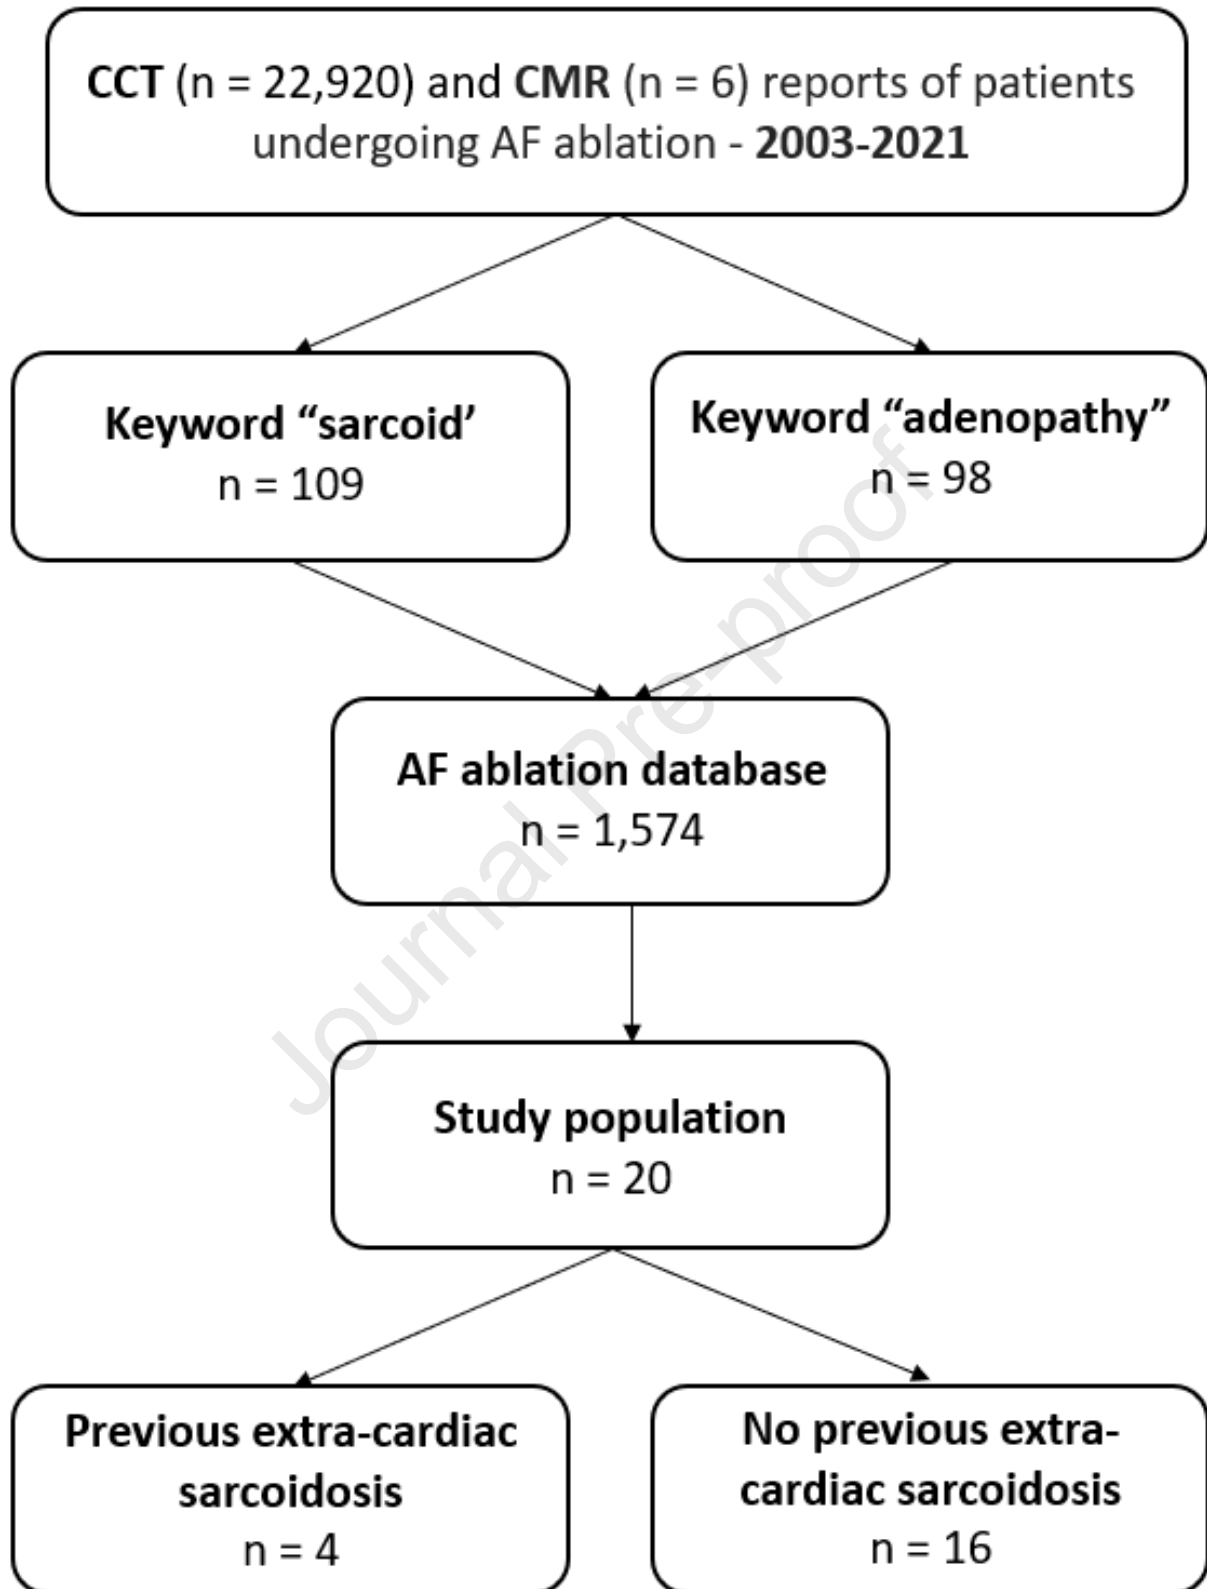 CCT (n = 22,920) and CMR (n = 6) reports of patients
undergoing AF ablation - 2003-2021
Keyword “sarcoid’
n = 109
Keyword “adenopathy”
n = 98
AF ablation database
n = 1,574
Study population
n = 20
Previous extra-cardiac
sarcoidosis
n = 4
No previous extra-
cardiac sarcoidosis
n = 16
Journal Pre-proof